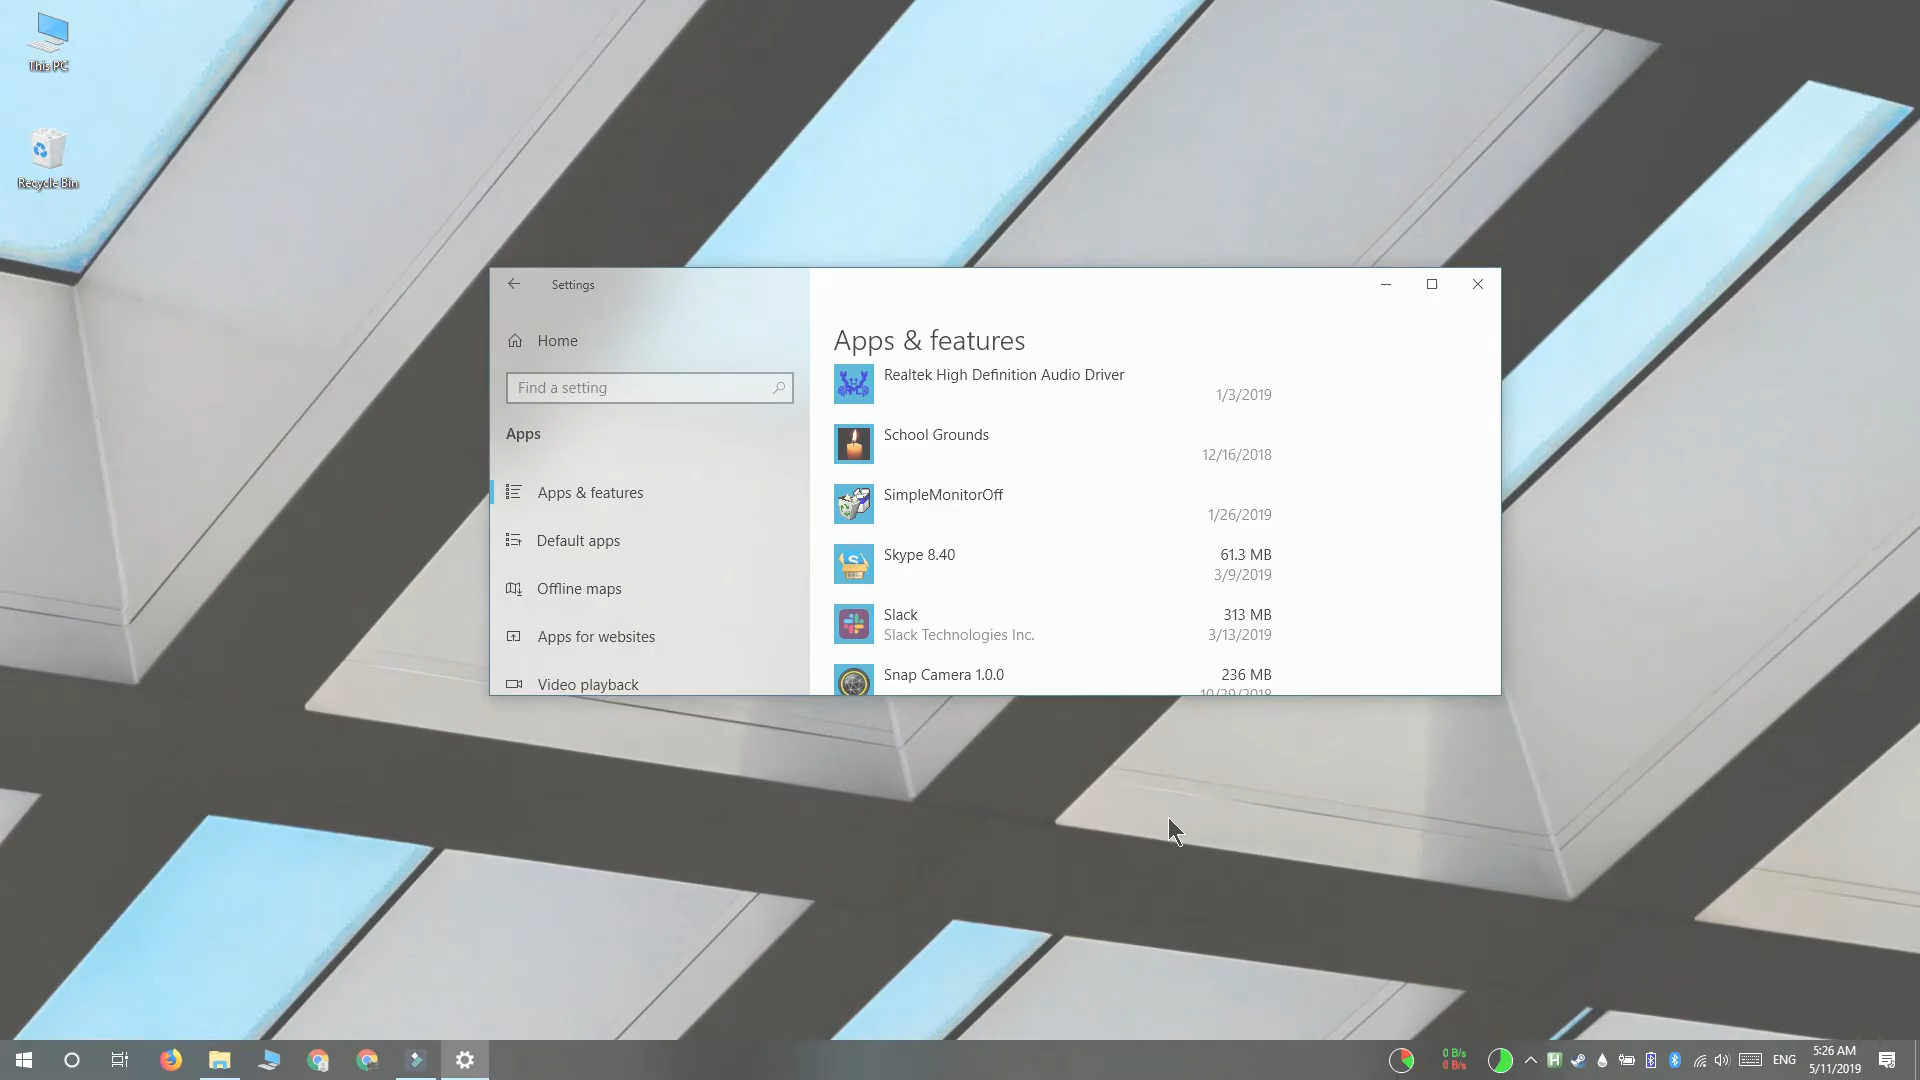 This PC
Recycle Bin
Settings
Home
Find a setting
Apps
Apps & features
Default apps
Offline maps
Apps for websites
Video playback
Apps & features
Realtek High Definition Audio Driver
1/3/2019
School Grounds
12/16/2018
SimpleMonitorOff
1/26/2019
Skype 8.40
61.3 MB
3/9/2019
Slack
313 MB
Slack Technologies Inc.
3/13/2019
Snap Camera 1.0.0
236 MB
10/29/2018
0 B/s
0 B/s
H
ENG
5:26 AM
5/11/2019